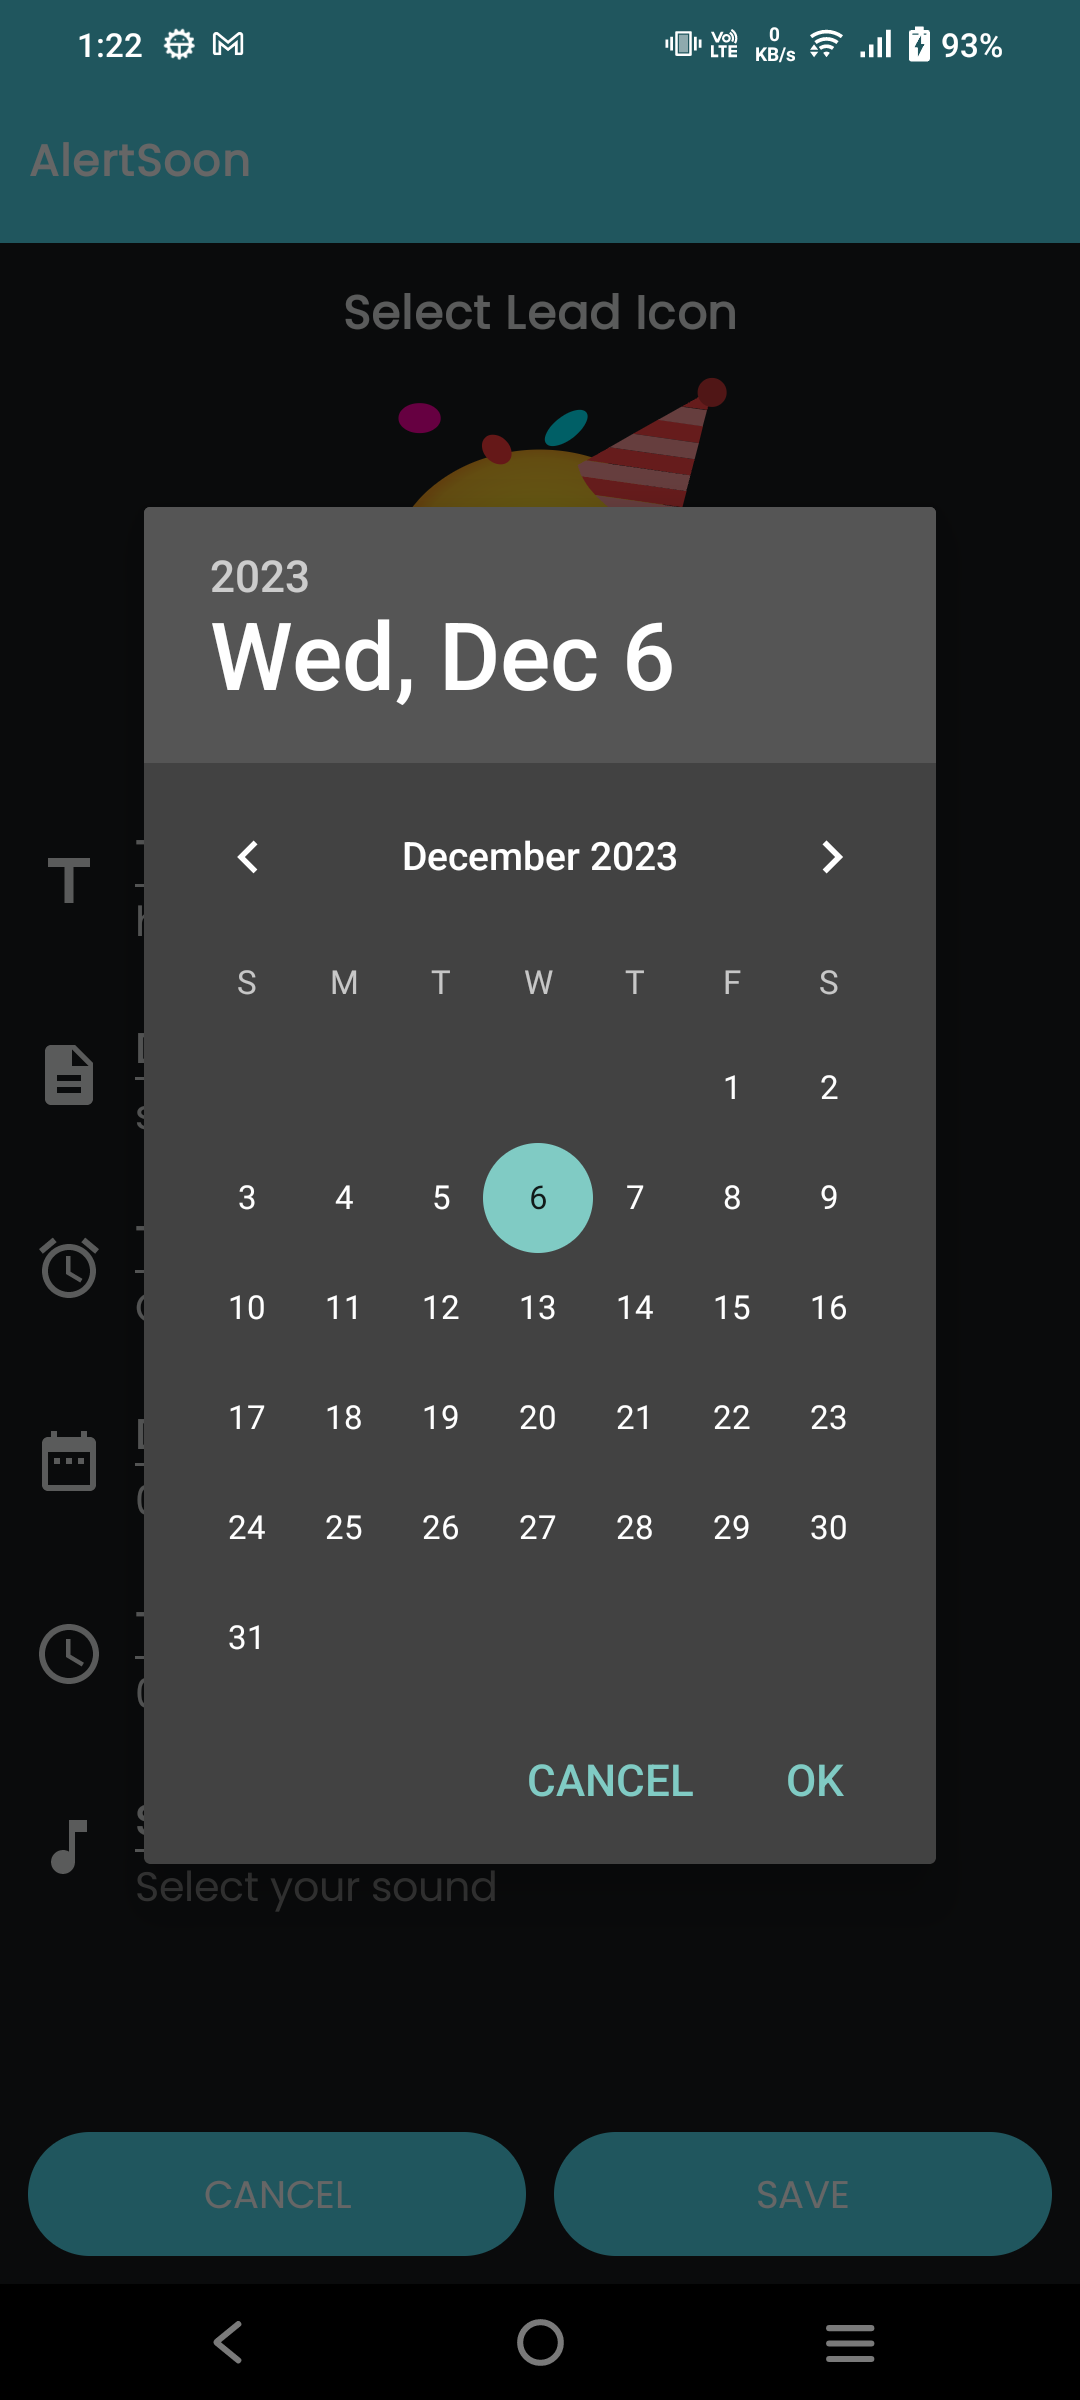 1:22 VoLTE 0 KB/s 93%
AlertSoon
Select Lead Icon
2023
Wed, Dec 6
December 2023
S M T W T F S
1 2
3 4 5 6 7 8 9
10 11 12 13 14 15 16
17 18 19 20 21 22 23
24 25 26 27 28 29 30
31
CANCEL OK
Select your sound
CANCEL SAVE